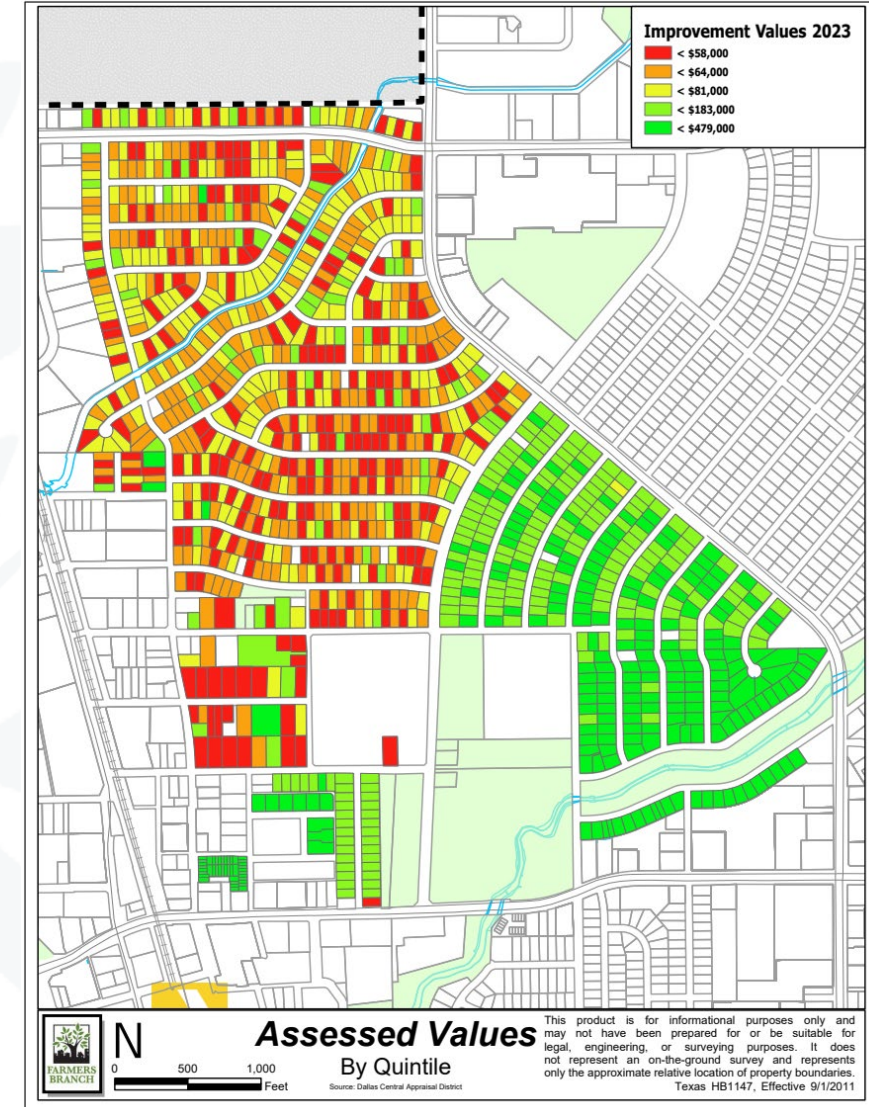 Improvement Values 2023
< $58,000
< $64,000
< $81,000
< $183,000
< $479,000
FARMERS
BRANCH
N
0 500 1,000
Feet
Assessed Values
By Quintile
Source: Dallas Central Appraisal District
This product is for informational purposes only and
may not have been prepared for or be suitable for
legal, engineering, or surveying purposes. It does
not represent an on-the-ground survey and represents
only the approximate relative location of property boundaries.
Texas HB1147, Effective 9/1/2011